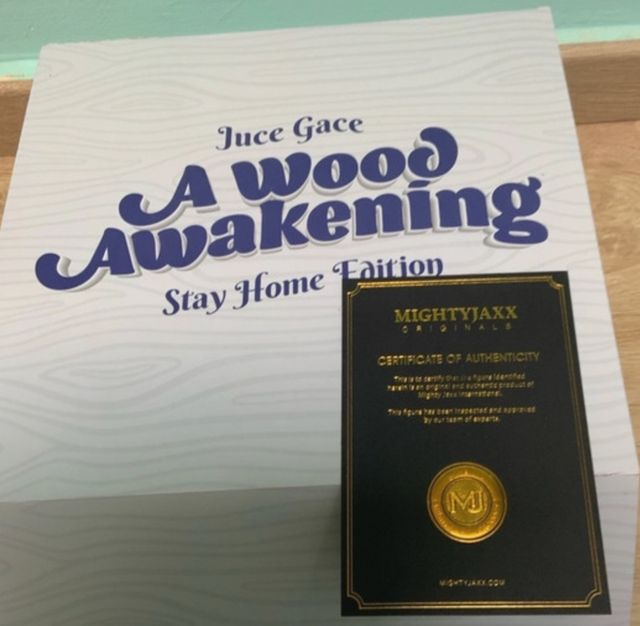 Juce Gace
A Wood
Awakening
Stay Home Edition
MIGHTYJAXX
ORIGINALS
CERTIFICATE OF AUTHENTICITY
This is to certify that the figure identified
herein is an original and authentic product of
Mighty Jaxx International.
This figure has been inspected and approved
by our team of experts.
MJ
MIGHTYJAXX.COM